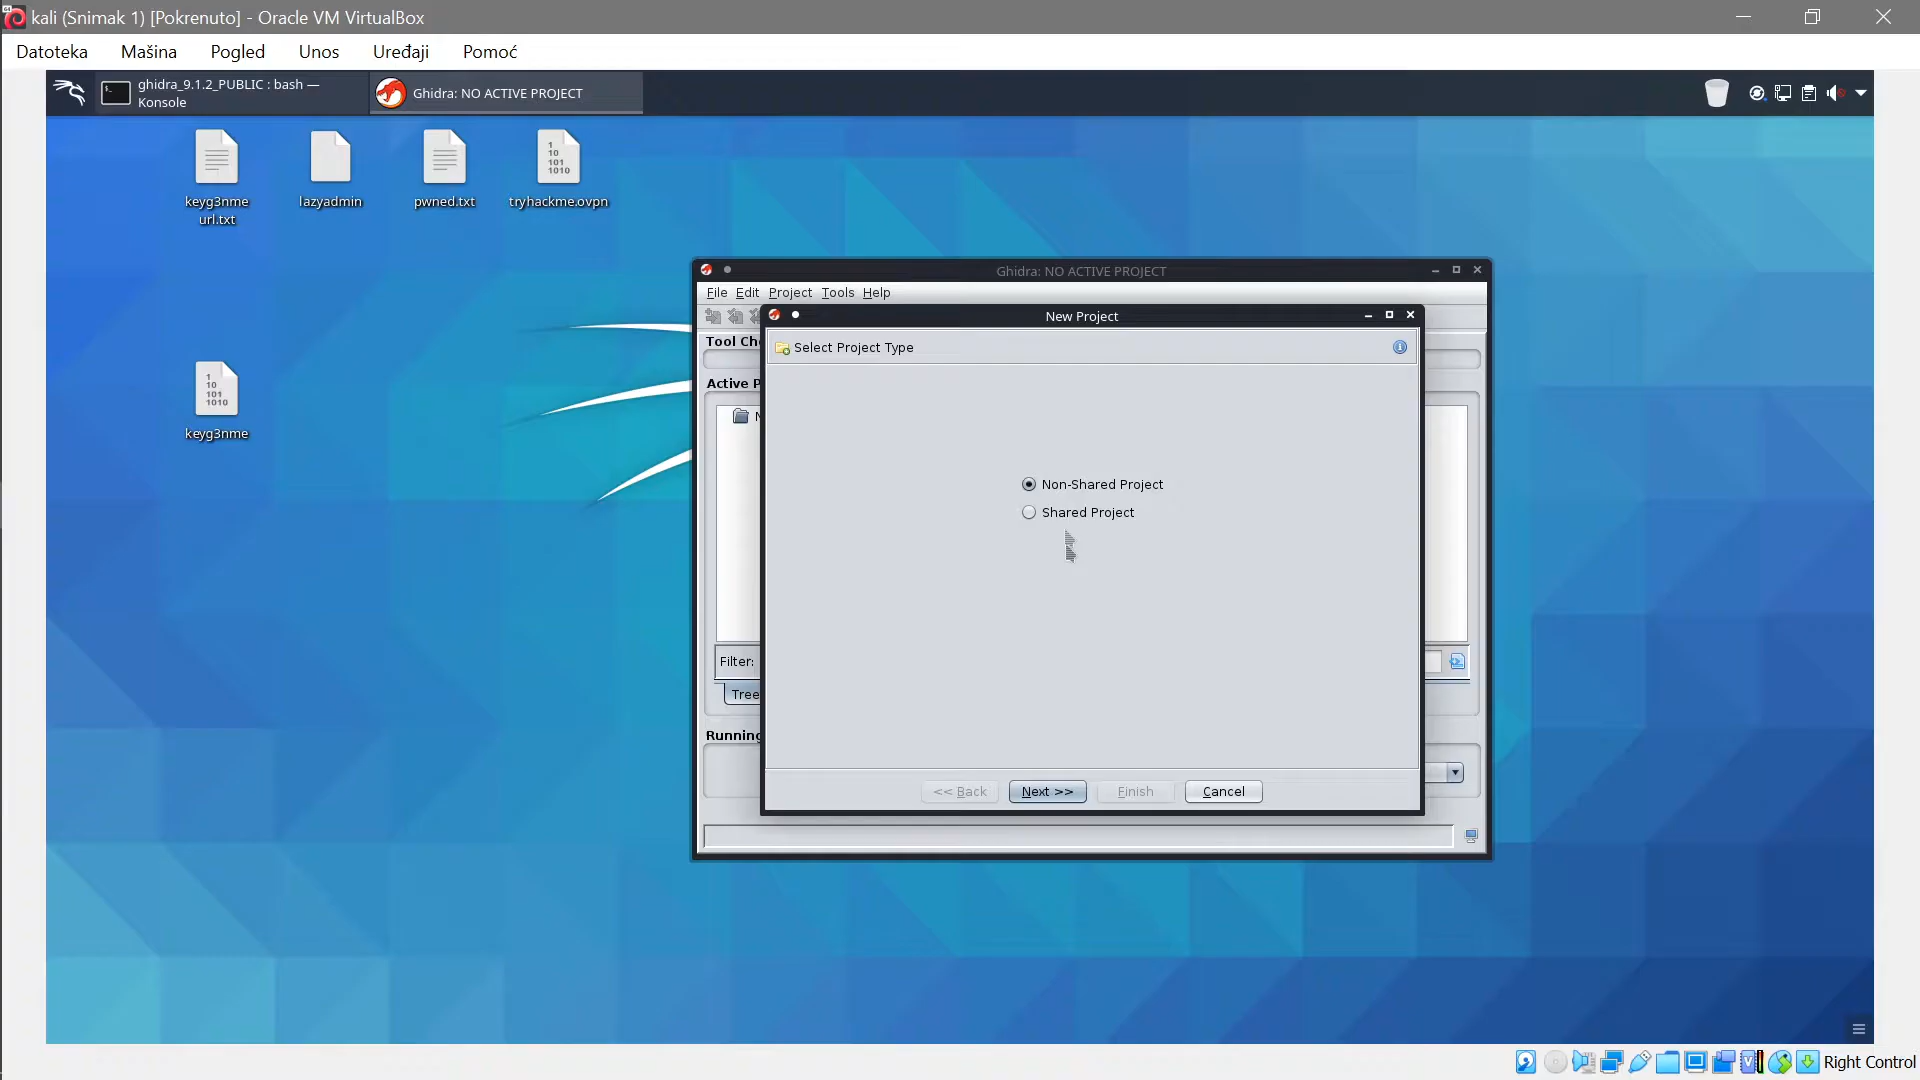 kali (Snimak 1) [Pokrenuto] - Oracle VM VirtualBox
Datoteka Mašina Pogled Unos Uređaji Pomoć
ghidra_9.1.2_PUBLIC : bash —
Konsole
Ghidra: NO ACTIVE PROJECT
keyg3nme
url.txt
lazyadmin
pwned.txt
tryhackme.ovpn
keyg3nme
Ghidra: NO ACTIVE PROJECT
File Edit Project Tools Help
New Project
Tool Ch
Select Project Type
Active P
Non-Shared Project
Shared Project
Filter:
Tree
Running
<< Back Next >> Finish Cancel
Right Control